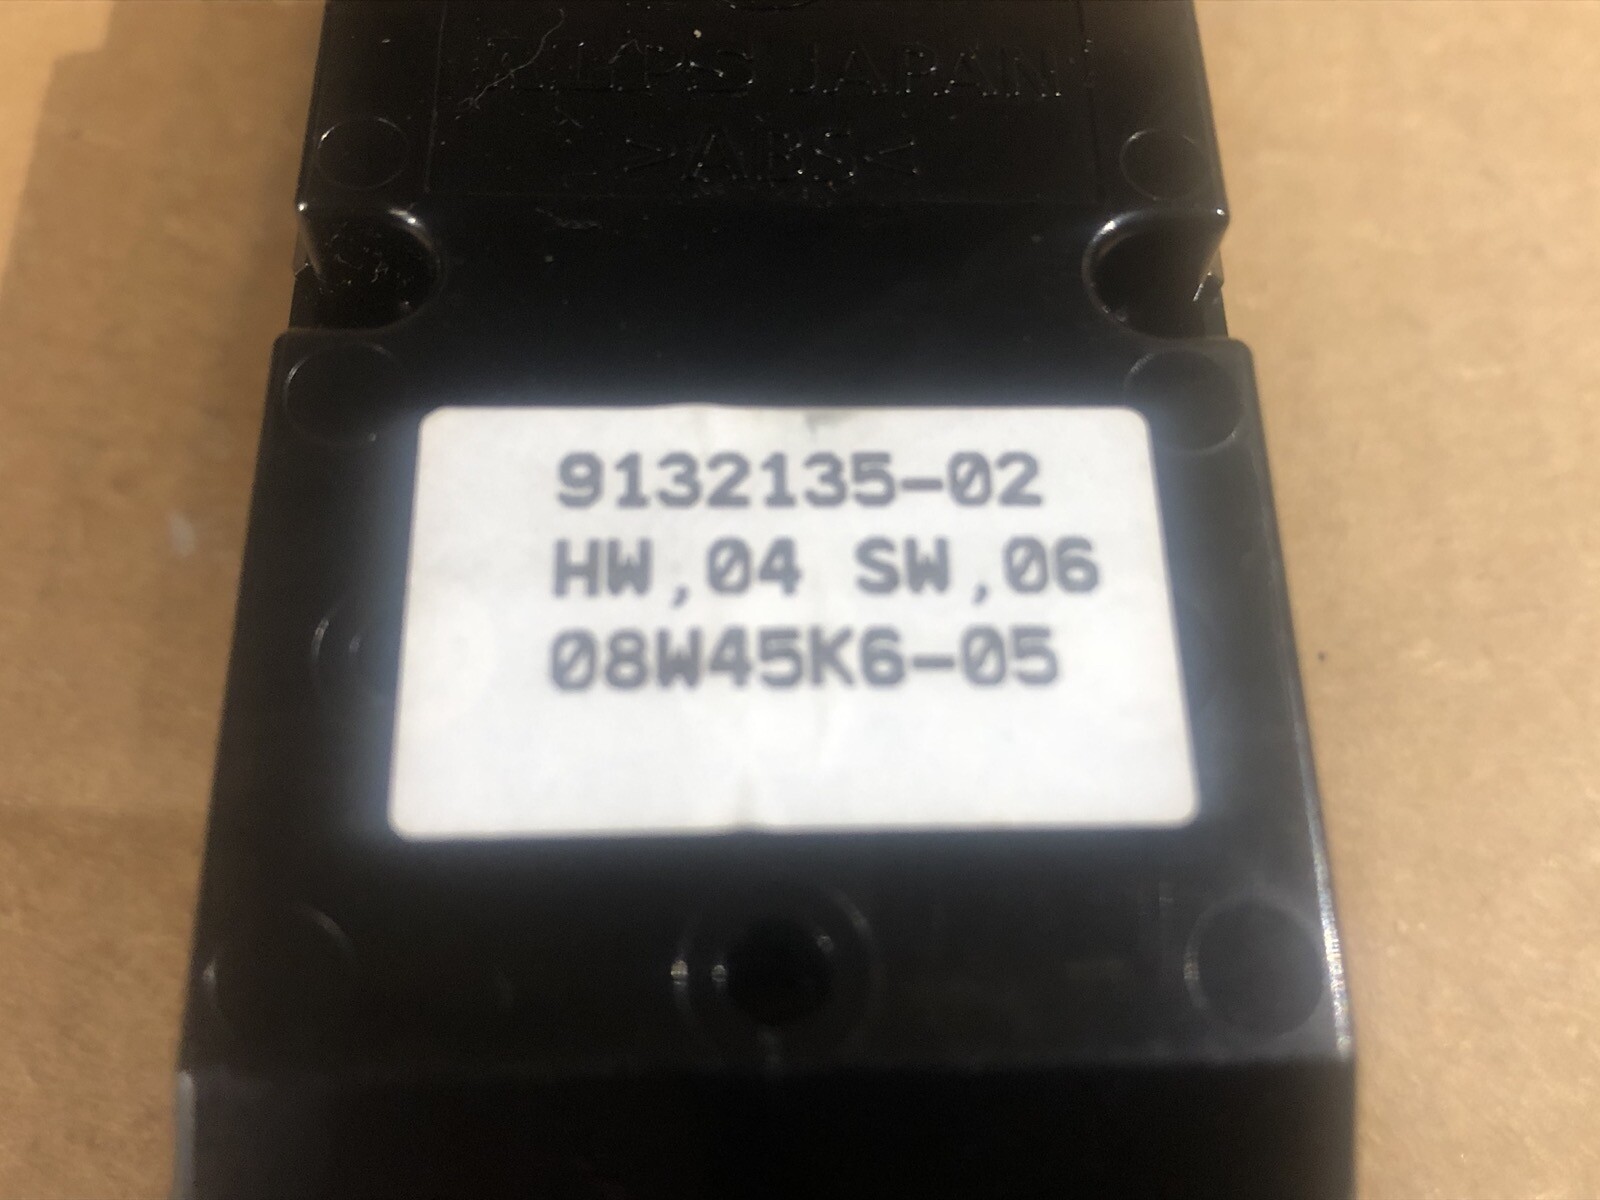 ALPS JAPAN
>ABS<
9132135-02
HW,04 SW,06
08W45K6-05